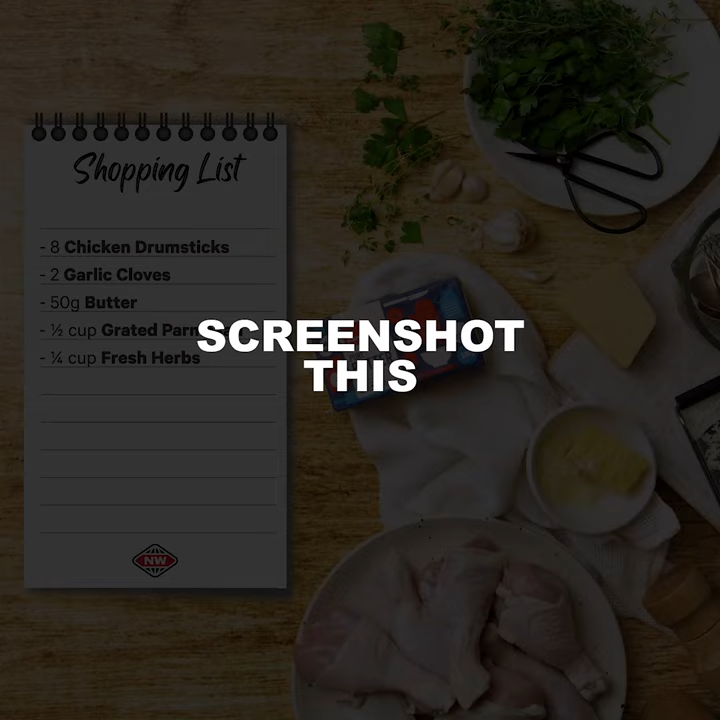 Shopping List
- 8 Chicken Drumsticks
- 2 Garlic Cloves
- 50g Butter
- ½ cup Grated
- ¼ cup Fresh Herbs
SCREENSHOT
THIS
NW